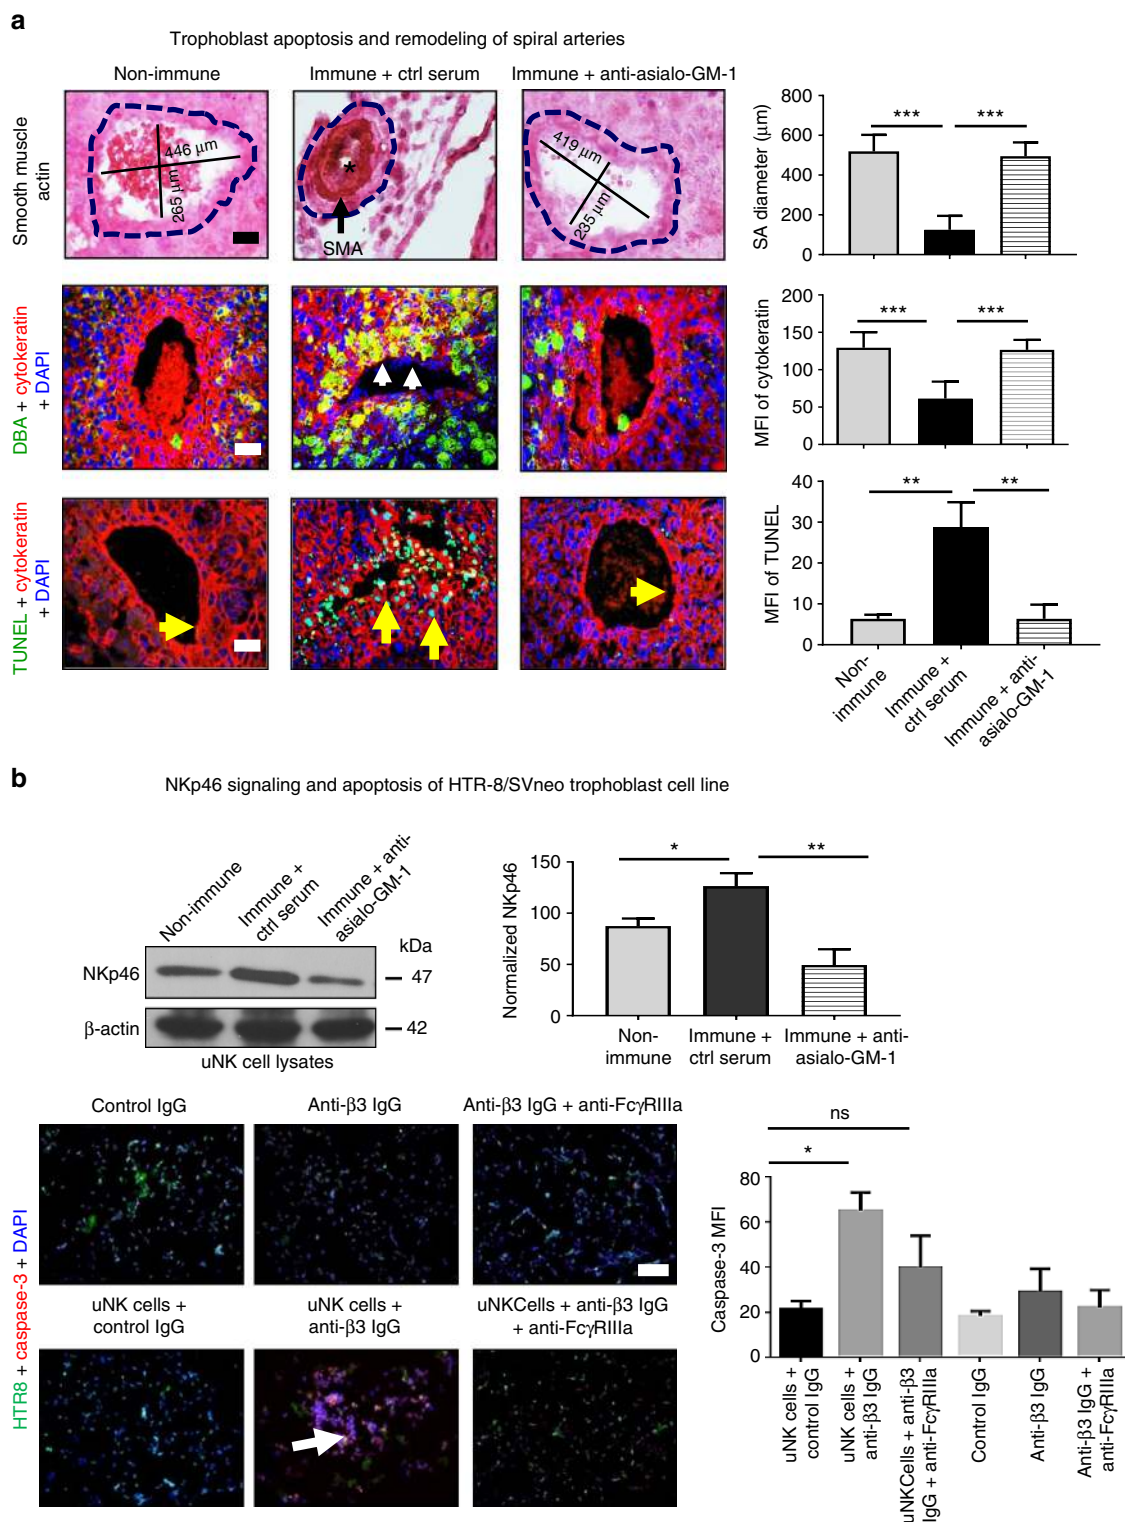 a
Trophoblast apoptosis and remodeling of spiral arteries
Non-immune
Immune + ctrl serum
Immune + anti-asialo-GM-1
Smooth muscle
actin
446 μm
265 μm
*
SMA
419 μm
235 μm
SA diameter (μm)
800
600
400
200
0
***
***
DBA + cytokeratin
+ DAPI
MFI of cytokeratin
200
150
100
50
0
***
***
TUNEL + cytokeratin
+ DAPI
MFI of TUNEL
40
30
20
10
0
**
**
Non-
immune
Immune +
ctrl serum
Immune + anti-
asialo-GM-1
b
NKp46 signaling and apoptosis of HTR-8/SVneo trophoblast cell line
Non-immune
Immune +
ctrl serum
Immune + anti-
asialo-GM-1
kDa
NKp46
47
β-actin
42
uNK cell lysates
Normalized NKp46
150
100
50
0
*
**
Non-
immune
Immune +
ctrl serum
Immune + anti-
asialo-GM-1
HTR8 + caspase-3 + DAPI
Control IgG
Anti-β3 IgG
Anti-β3 IgG + anti-FcγRIIIa
uNK cells +
control IgG
uNK cells +
anti-β3 IgG
uNKCells + anti-β3 IgG
+ anti-FcγRIIIa
ns
*
Caspase-3 MFI
80
60
40
20
0
uNK cells +
control IgG
uNK cells +
anti-β3 IgG
uNKCells + anti-β3
IgG + anti-FcγRIIIa
Control IgG
Anti-β3 IgG
Anti-β3 IgG +
anti-FcγRIIIa